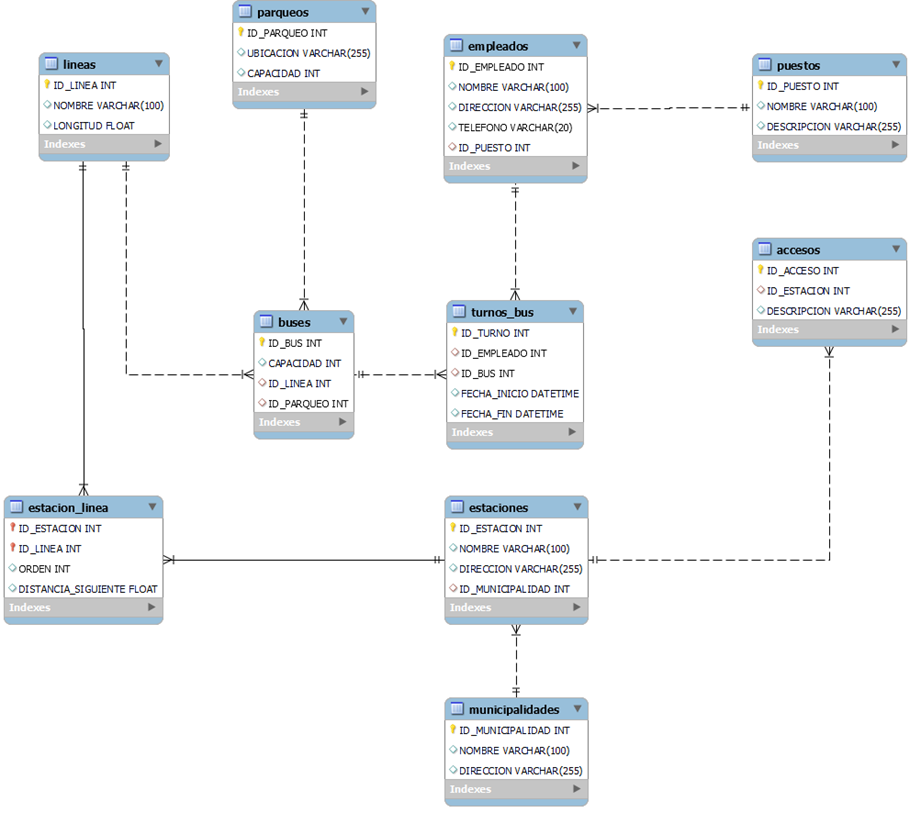 parqueos
ID_PARQUEO INT
UBICACION VARCHAR(255)
CAPACIDAD INT
Indexes
lineas
ID_LINEA INT
NOMBRE VARCHAR(100)
LONGITUD FLOAT
Indexes
empleados
ID_EMPLEADO INT
NOMBRE VARCHAR(100)
DIRECCION VARCHAR(255)
TELEFONO VARCHAR(20)
ID_PUESTO INT
Indexes
puestos
ID_PUESTO INT
NOMBRE VARCHAR(100)
DESCRIPCION VARCHAR(255)
Indexes
accesos
ID_ACCESO INT
ID_ESTACION INT
DESCRIPCION VARCHAR(255)
Indexes
buses
ID_BUS INT
CAPACIDAD INT
ID_LINEA INT
ID_PARQUEO INT
Indexes
turnos_bus
ID_TURNO INT
ID_EMPLEADO INT
ID_BUS INT
FECHA_INICIO DATETIME
FECHA_FIN DATETIME
Indexes
estacion_linea
ID_ESTACION INT
ID_LINEA INT
ORDEN INT
DISTANCIA_SIGUIENTE FLOAT
Indexes
estaciones
ID_ESTACION INT
NOMBRE VARCHAR(100)
DIRECCION VARCHAR(255)
ID_MUNICIPALIDAD INT
Indexes
municipalidades
ID_MUNICIPALIDAD INT
NOMBRE VARCHAR(100)
DIRECCION VARCHAR(255)
Indexes